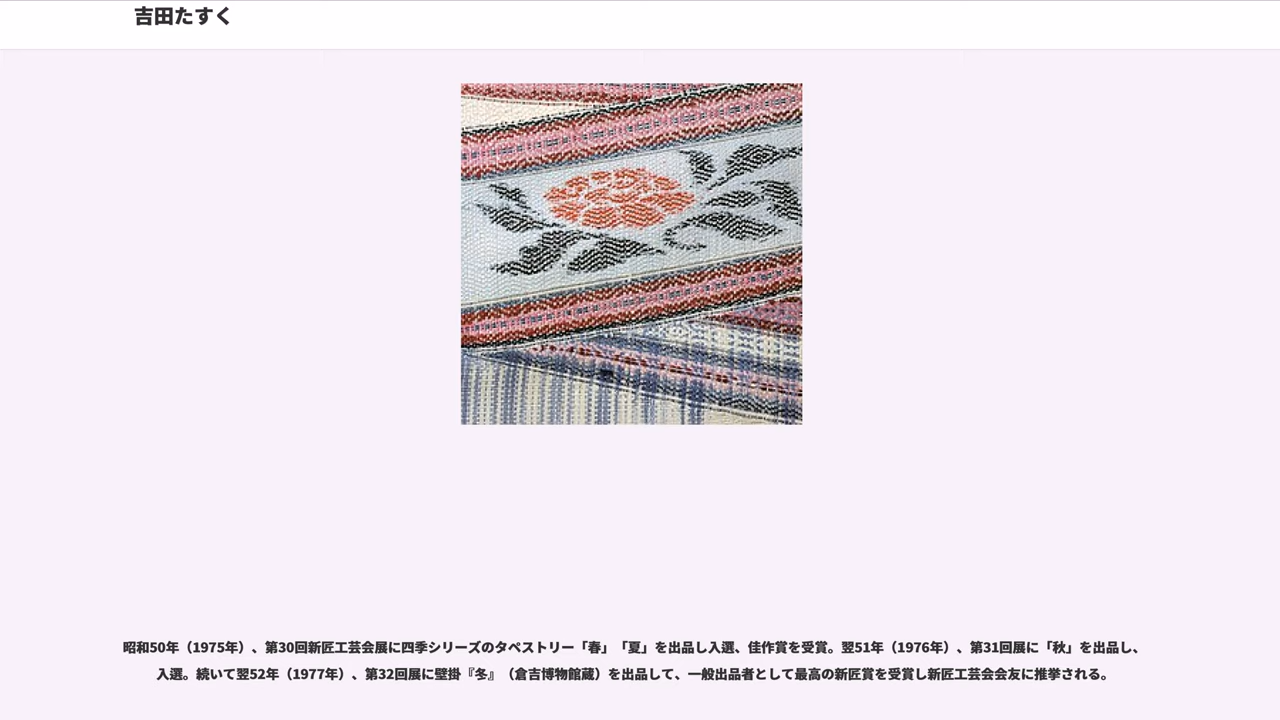 吉田たすく
昭和50年（1975年）、第30回新匠工芸会展に四季シリーズのタペストリー「春」「夏」を出品し入選、佳作賞を受賞。翌51年（1976年）、第31回展に「秋」を出品し、
入選。続いて翌52年（1977年）、第32回展に壁掛『冬』（倉吉博物館蔵）を出品して、一般出品者として最高の新匠賞を受賞し新匠工芸会会友に推挙される。